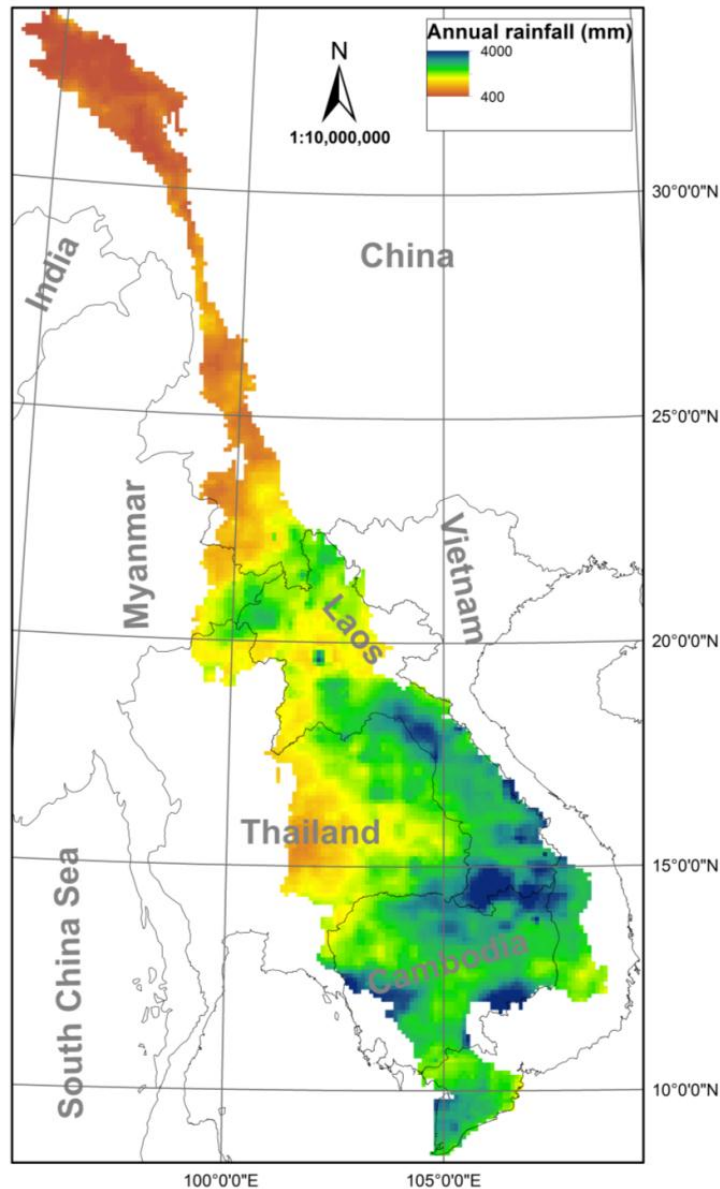 Annual rainfall (mm)
4000
400
N
1:10,000,000
30°0'0"N
China
India
25°0'0"N
Myanmar
Vietnam
Laos
20°0'0"N
Thailand
15°0'0"N
South China Sea
Cambodia
10°0'0"N
100°0'0"E
105°0'0"E